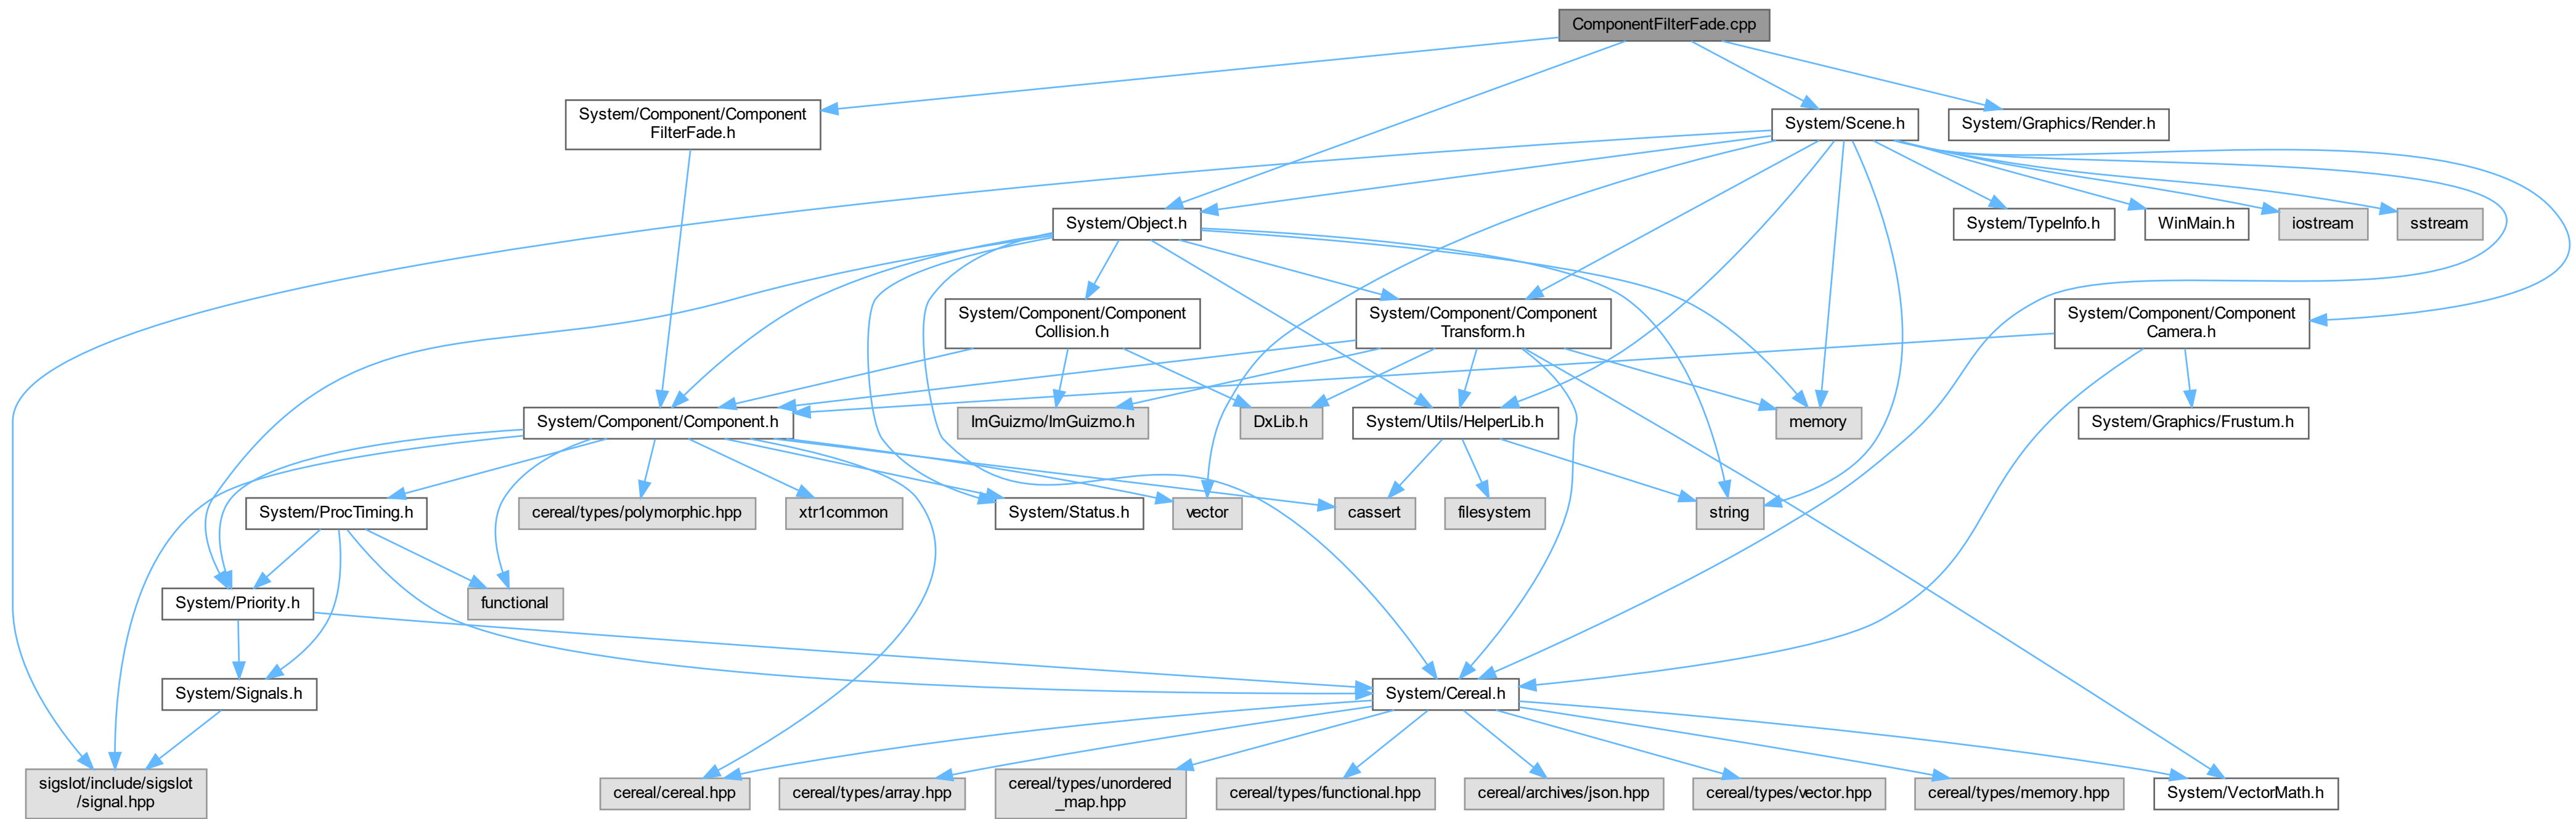 ComponentFilterFade.cpp
System/Component/Component
FilterFade.h
System/Scene.h
System/Graphics/Render.h
System/Object.h
System/TypeInfo.h
WinMain.h
iostream
sstream
System/Component/Component
Collision.h
System/Component/Component
Transform.h
System/Component/Component
Camera.h
System/Component/Component.h
ImGuizmo/ImGuizmo.h
DxLib.h
System/Utils/HelperLib.h
memory
System/Graphics/Frustum.h
System/ProcTiming.h
cereal/types/polymorphic.hpp
xtr1common
System/Status.h
vector
cassert
filesystem
string
System/Priority.h
functional
System/Signals.h
System/Cereal.h
sigslot/include/sigslot
/signal.hpp
cereal/cereal.hpp
cereal/types/array.hpp
cereal/types/unordered
_map.hpp
cereal/types/functional.hpp
cereal/archives/json.hpp
cereal/types/vector.hpp
cereal/types/memory.hpp
System/VectorMath.h